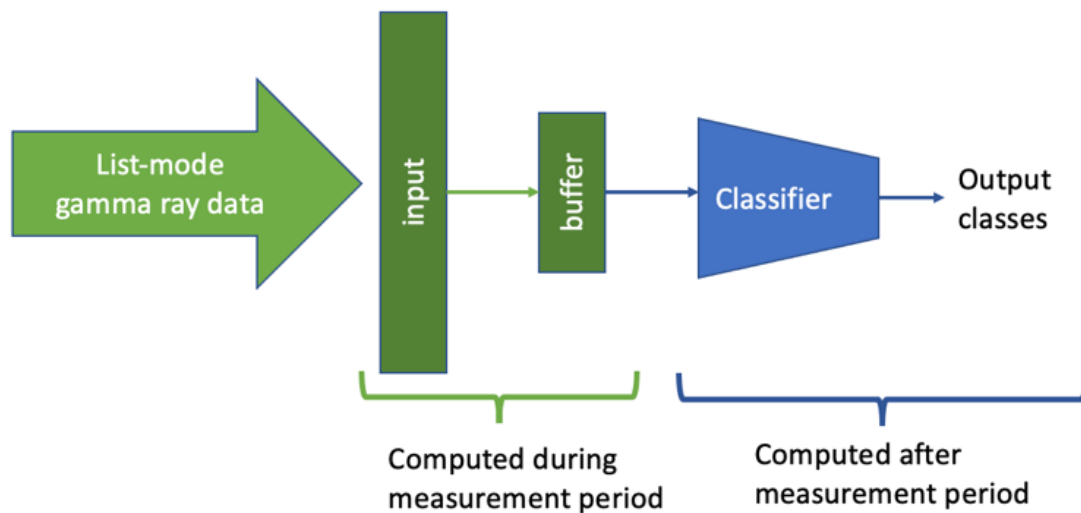 List-mode
gamma ray data
input
buffer
Classifier
Output
classes
Computed during
measurement period
Computed after
measurement period